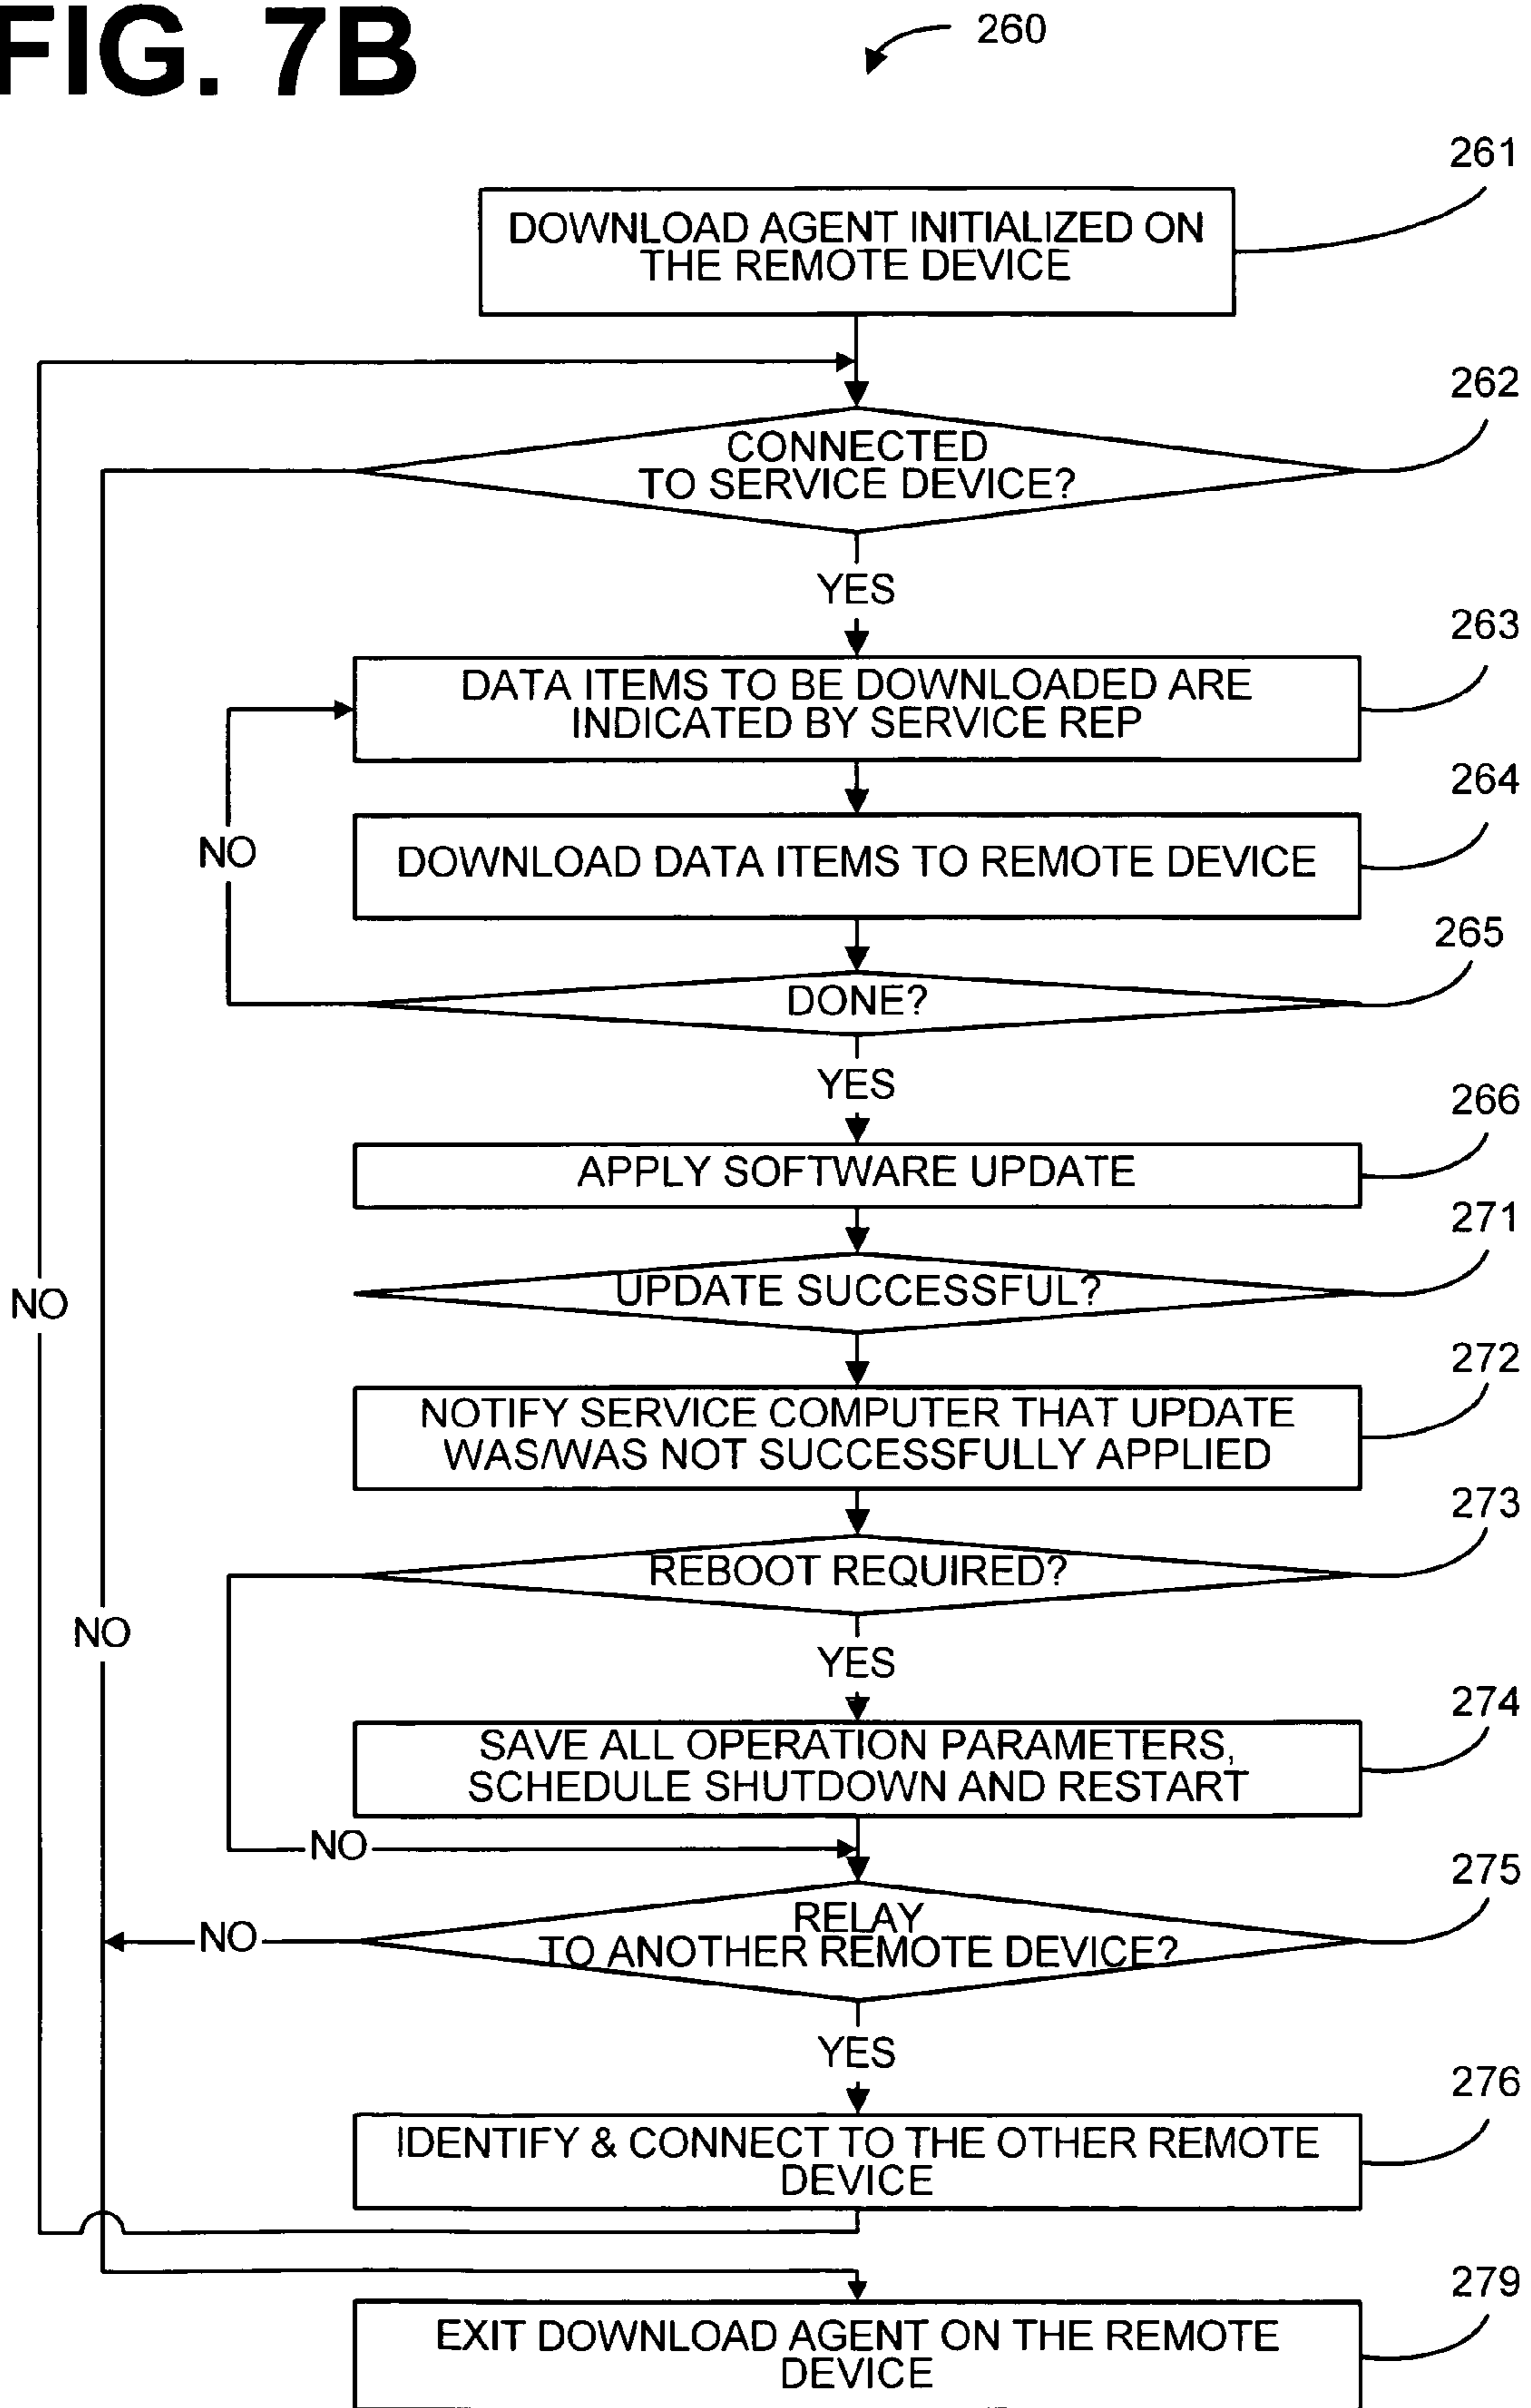 FIG. 7B
260
261
DOWNLOAD AGENT INITIALIZED ON
THE REMOTE DEVICE
262
CONNECTED
TO SERVICE DEVICE?
YES
263
DATA ITEMS TO BE DOWNLOADED ARE
INDICATED BY SERVICE REP
264
NO
DOWNLOAD DATA ITEMS TO REMOTE DEVICE
265
DONE?
YES
266
APPLY SOFTWARE UPDATE
271
UPDATE SUCCESSFUL?
NO
272
NOTIFY SERVICE COMPUTER THAT UPDATE
WAS/WAS NOT SUCCESSFULLY APPLIED
273
REBOOT REQUIRED?
NO
YES
274
SAVE ALL OPERATION PARAMETERS,
SCHEDULE SHUTDOWN AND RESTART
NO
275
RELAY
TO ANOTHER REMOTE DEVICE?
NO
YES
276
IDENTIFY & CONNECT TO THE OTHER REMOTE
DEVICE
279
EXIT DOWNLOAD AGENT ON THE REMOTE
DEVICE